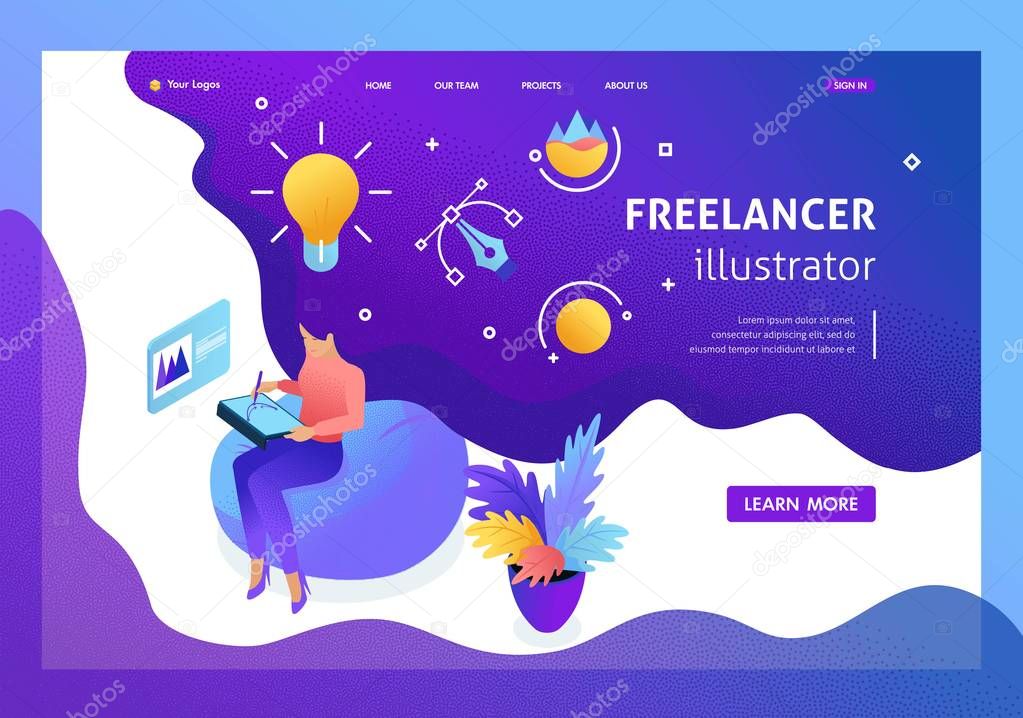 Your Logos
HOME
OUR TEAM
PROJECTS
ABOUT US
SIGN IN
FREELANCER
illustrator
Lorem ipsum dolor sit amet,
consectetur adipiscing elit, sed do
eiusmod tempor incididunt ut labore et
LEARN MORE
depositphotos